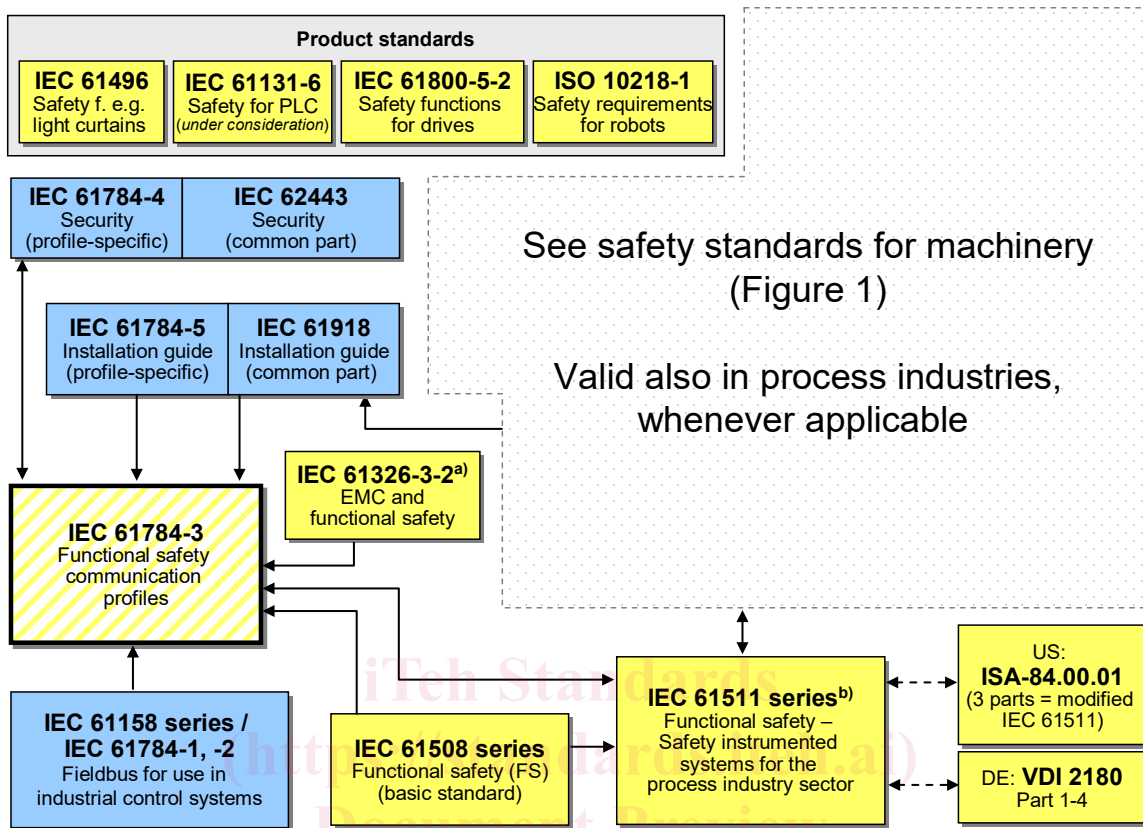 Product standards
IEC 61496
Safety f. e.g.
light curtains
IEC 61131-6
Safety for PLC
(under consideration)
IEC 61800-5-2
Safety functions
for drives
ISO 10218-1
Safety requirements
for robots
IEC 61784-4
Security
(profile-specific)
IEC 62443
Security
(common part)
See safety standards for machinery
(Figure 1)
Valid also in process industries,
whenever applicable
IEC 61784-5
Installation guide
(profile-specific)
IEC 61918
Installation guide
(common part)
IEC 61326-3-2a)
EMC and
functional safety
IEC 61784-3
Functional safety
communication
profiles
IEC 61158 series /
IEC 61784-1, -2
Fieldbus for use in
industrial control systems
IEC 61508 series
Functional safety (FS)
(basic standard)
IEC 61511 seriesb)
Functional safety –
Safety instrumented
systems for the
process industry sector
US:
ISA-84.00.01
(3 parts = modified
IEC 61511)
DE: VDI 2180
Part 1-4
iTeh Standards
Document Preview